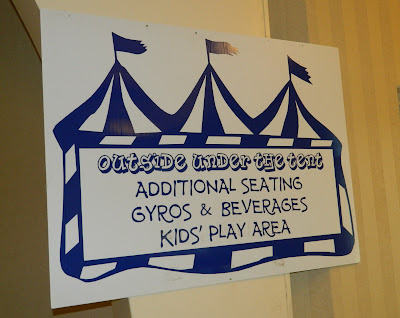 OUTSIDE UNDER THE TENT
ADDITIONAL SEATING
GYROS & BEVERAGES
KIDS' PLAY AREA